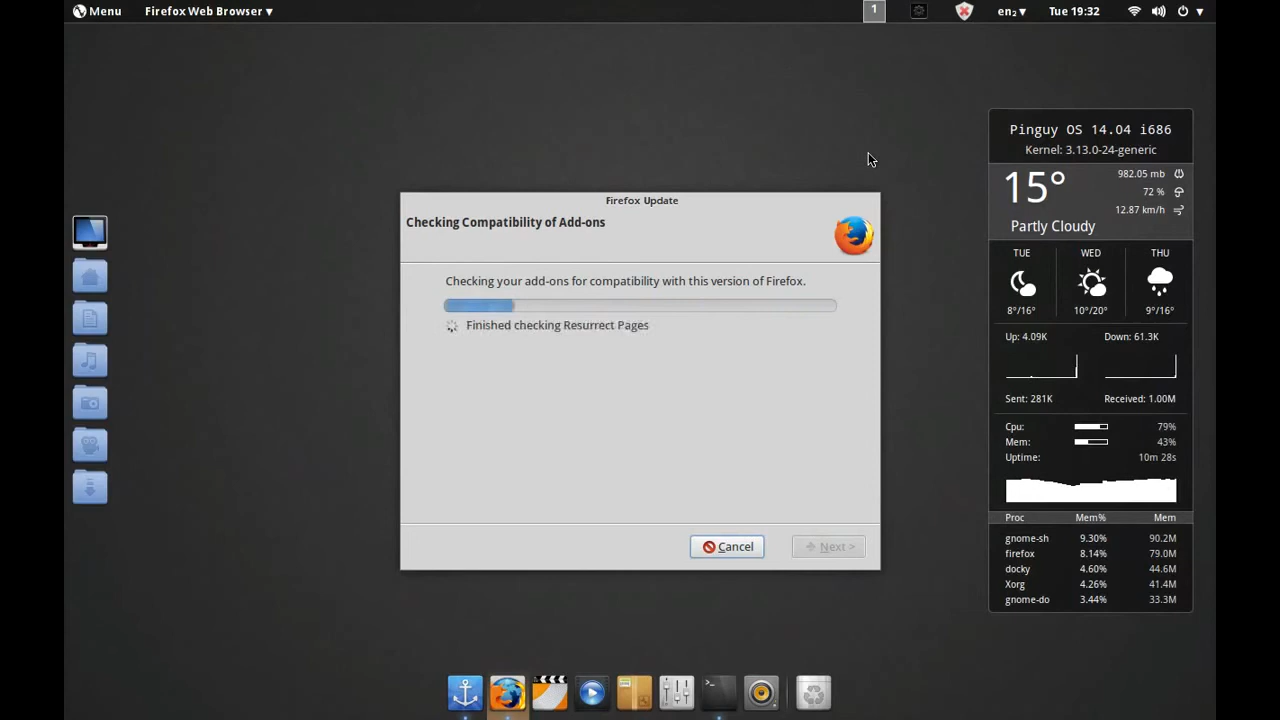 Menu Firefox Web Browser ▾ 1 en₂▾ Tue 19:32 ▾
Firefox Update
Checking Compatibility of Add-ons
Checking your add-ons for compatibility with this version of Firefox.
Finished checking Resurrect Pages
Cancel Next >
Pinguy OS 14.04 i686
Kernel: 3.13.0-24-generic
15° 982.05 mb
72 %
12.87 km/h
Partly Cloudy
TUE WED THU
8°/16° 10°/20° 9°/16°
Up: 4.09K Down: 61.3K
Sent: 281K Received: 1.00M
Cpu: 79%
Mem: 43%
Uptime: 10m 28s
Proc Mem% Mem
gnome-sh 9.30% 90.2M
firefox 8.14% 79.0M
docky 4.60% 44.6M
Xorg 4.26% 41.4M
gnome-do 3.44% 33.3M
>_